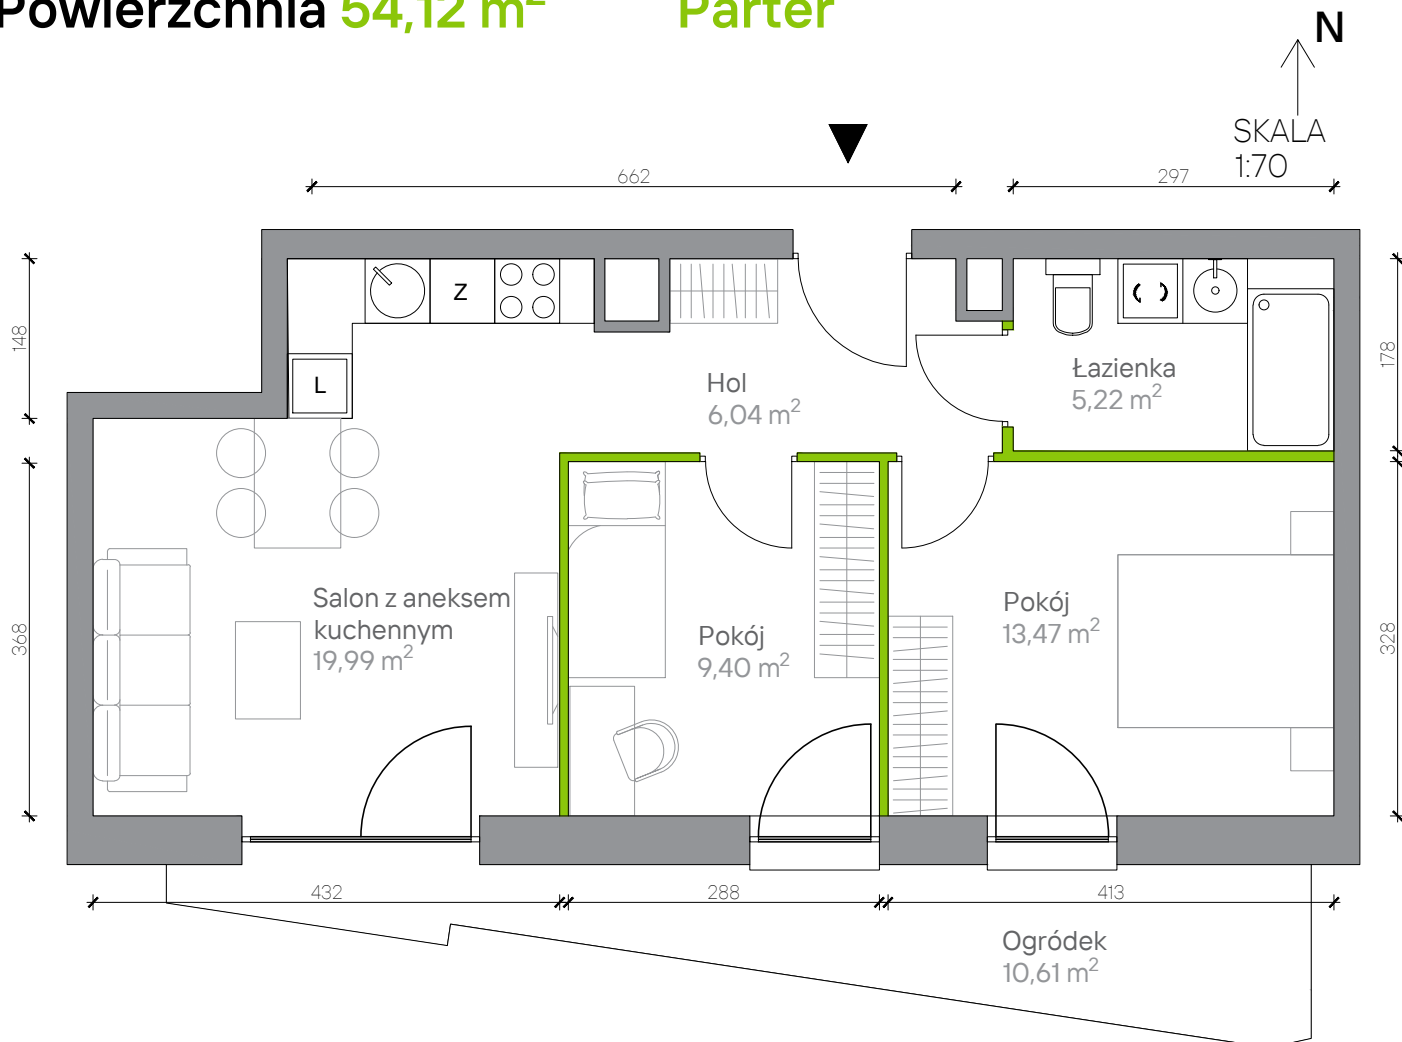 Powierzchnia 54,12 m² Parter
N
SKALA
1:70
662
297
148
178
Z
L
Hol
6,04 m²
Łazienka
5,22 m²
368
328
Salon z aneksem
kuchennym
19,99 m²
Pokój
9,40 m²
Pokój
13,47 m²
432
288
413
Ogródek
10,61 m²